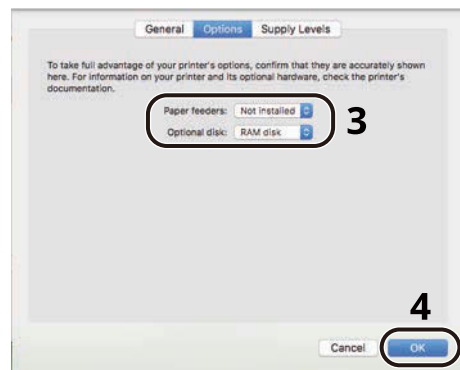 General Options Supply Levels
To take full advantage of your printer's options, confirm that they are accurately shown
here. For information on your printer and its optional hardware, check the printer's
documentation.
Paper feeders: Not installed
Optional disk: RAM disk
3
4
Cancel OK